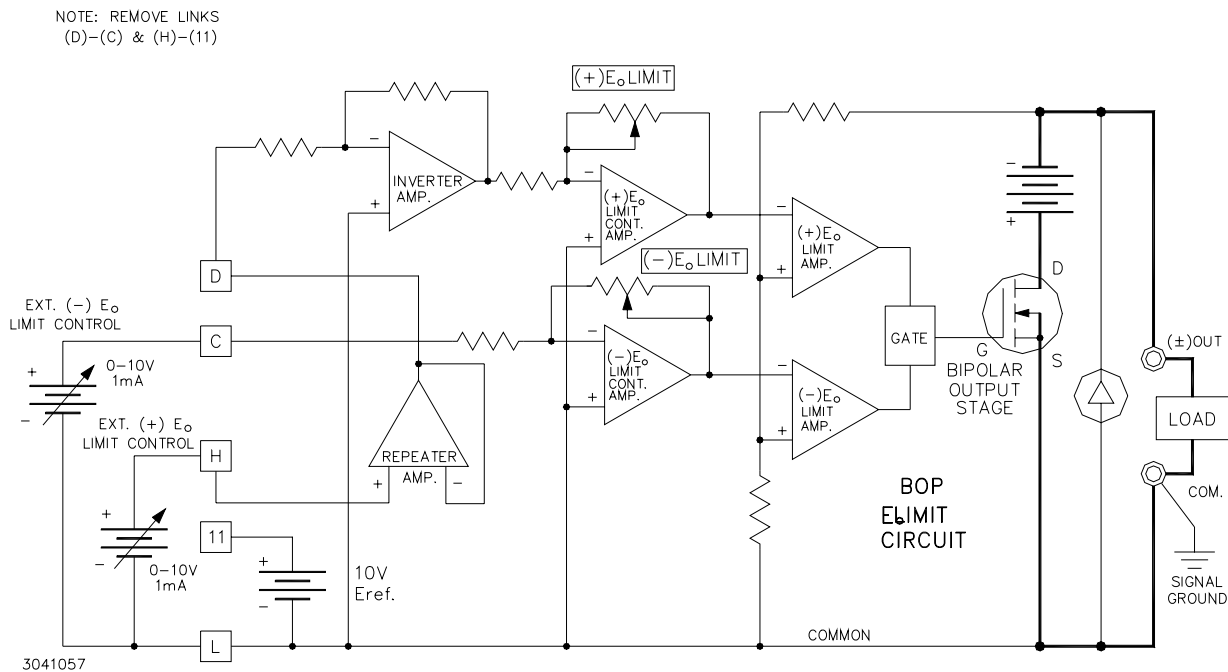 NOTE: REMOVE LINKS
(D)-(C) & (H)-(11)
(+)EₒLIMIT
-
INVERTER
AMP.
+
-
(+)Eₒ
LIMIT
CONT.
AMP.
+
(-)EₒLIMIT
-
(+)Eₒ
LIMIT
AMP.
+
-
+
D
G
S
BIPOLAR
OUTPUT
STAGE
GATE
(±)OUT
LOAD
COM.
SIGNAL
GROUND
D
EXT. (-) Eₒ
LIMIT CONTROL
C
+
-
0-10V
1mA
-
(-)Eₒ
LIMIT
CONT.
AMP.
+
-
(-)Eₒ
LIMIT
AMP.
+
EXT. (+) Eₒ
LIMIT CONTROL
H
REPEATER
AMP.
+
-
+
-
0-10V
1mA
11
+
-
10V
Eref.
BOP
EₒLIMIT
CIRCUIT
L
COMMON
3041057